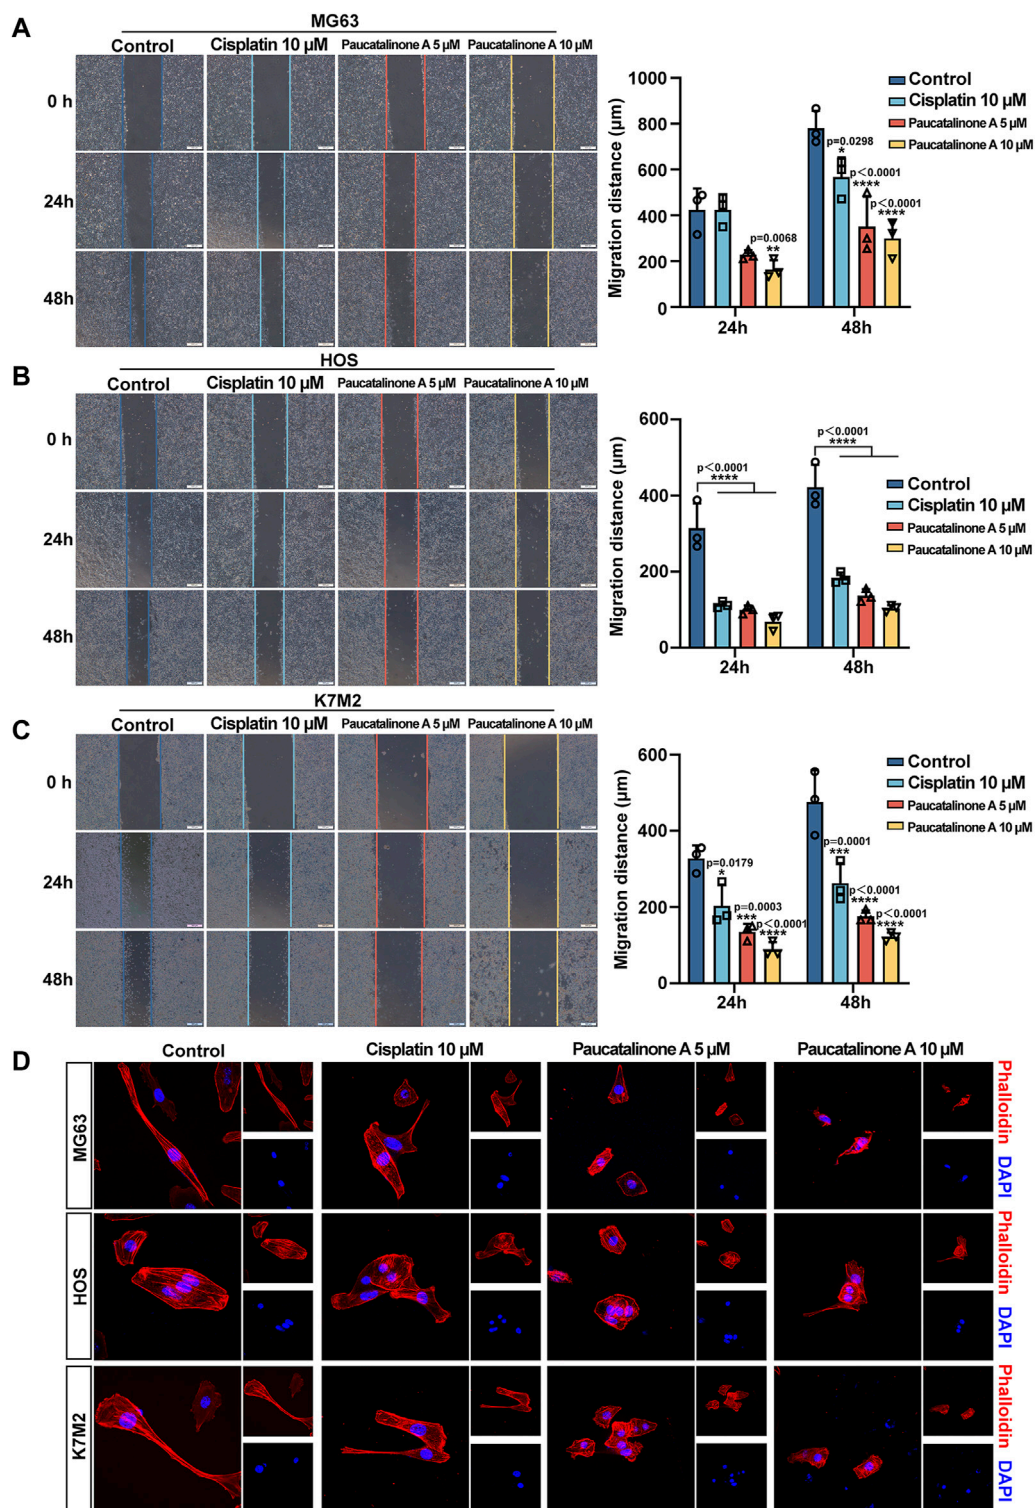 A
MG63
Control Cisplatin 10 μM Paucatalinone A 5 μM Paucatalinone A 10 μM
0 h
24h
48h
Migration distance (μm)
1000
800
600
400
200
0
24h 48h
p=0.0068
**
p=0.0298
*
p<0.0001
****
p<0.0001
****
Control
Cisplatin 10 μM
Paucatalinone A 5 μM
Paucatalinone A 10 μM
B
HOS
Control Cisplatin 10 μM Paucatalinone A 5 μM Paucatalinone A 10 μM
0 h
24h
48h
Migration distance (μm)
600
400
200
0
24h 48h
p<0.0001
****
p<0.0001
****
Control
Cisplatin 10 μM
Paucatalinone A 5 μM
Paucatalinone A 10 μM
C
K7M2
Control Cisplatin 10 μM Paucatalinone A 5 μM Paucatalinone A 10 μM
0 h
24h
48h
Migration distance (μm)
600
400
200
0
24h 48h
p=0.0179
*
p=0.0003
***
p<0.0001
****
p=0.0001
***
p<0.0001
****
p<0.0001
****
Control
Cisplatin 10 μM
Paucatalinone A 5 μM
Paucatalinone A 10 μM
D
Control Cisplatin 10 μM Paucatalinone A 5 μM Paucatalinone A 10 μM
MG63
Phalloidin DAPI
HOS
Phalloidin DAPI
K7M2
Phalloidin DAPI